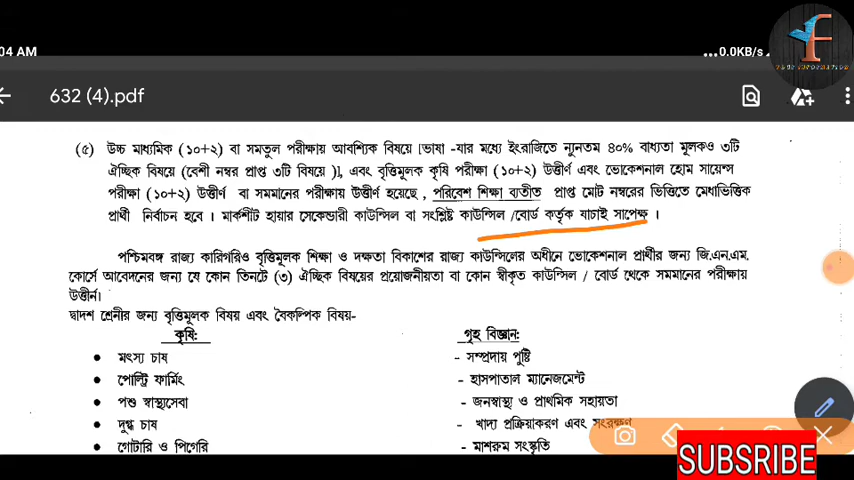 :04 AM
...0.0KB/s
632 (4).pdf
(৫) উচ্চ মাধ্যমিক (১০+২) বা সমতুল পরীক্ষায় আবশ্যিক বিষয়ে [ভাষা -যার মধ্যে ইংরাজিতে ন্যুনতম ৪০% বাধ্যতা মূলকও ৩টি
ঐচ্ছিক বিষয়ে (বেশী নম্বর প্রাপ্ত ৩টি বিষয়ে)], এবং বৃত্তিমূলক কৃষি পরীক্ষা (১০+২) উত্তীর্ণ এবং ভোকেশনাল হোম সায়েন্স
পরীক্ষা (১০+২) উত্তীর্ণ বা সমমানের পরীক্ষায় উত্তীর্ণ হয়েছে , পরিবেশ শিক্ষা ব্যতীত প্রাপ্ত মোট নম্বরের ভিত্তিতে মেধাভিত্তিক
প্রার্থী নির্বাচন হবে । মার্কশীট হায়ার সেকেন্ডারী কাউন্সিল বা সংশ্লিষ্ট কাউন্সিল /বোর্ড কর্তৃক যাচাই সাপেক্ষ ।
পশ্চিমবঙ্গ রাজ্য কারিগরিও বৃত্তিমূলক শিক্ষা ও দক্ষতা বিকাশের রাজ্য কাউন্সিলের অধীনে ভোকেশনাল প্রার্থীর জন্য জি.এন.এম.
কোর্সে আবেদনের জন্য যে কোন তিনটে (৩) ঐচ্ছিক বিষয়ের প্রয়োজনীয়তা বা কোন স্বীকৃত কাউন্সিল / বোর্ড থেকে সমমানের পরীক্ষায়
উত্তীর্ন।
দ্বাদশ শ্রেনীর জন্য বৃত্তিমূলক বিষয় এবং বৈকল্পিক বিষয়-
কৃষি: গৃহ বিজ্ঞান:
• মৎস্য চাষ - সম্প্রদায় পুষ্টি
• পোল্ট্রি ফার্মিং - হাসপাতাল ম্যানেজমেন্ট
• পশু স্বাস্থ্যসেবা - জনস্বাস্থ্য ও প্রাথমিক সহায়তা
• দুগ্ধ চাষ - খাদ্য প্রক্রিয়াকরণ এবং সংরক্ষণ
• গোটারি ও পিগেরি - মাশরুম সংস্কৃতি
SUBSCRIBE